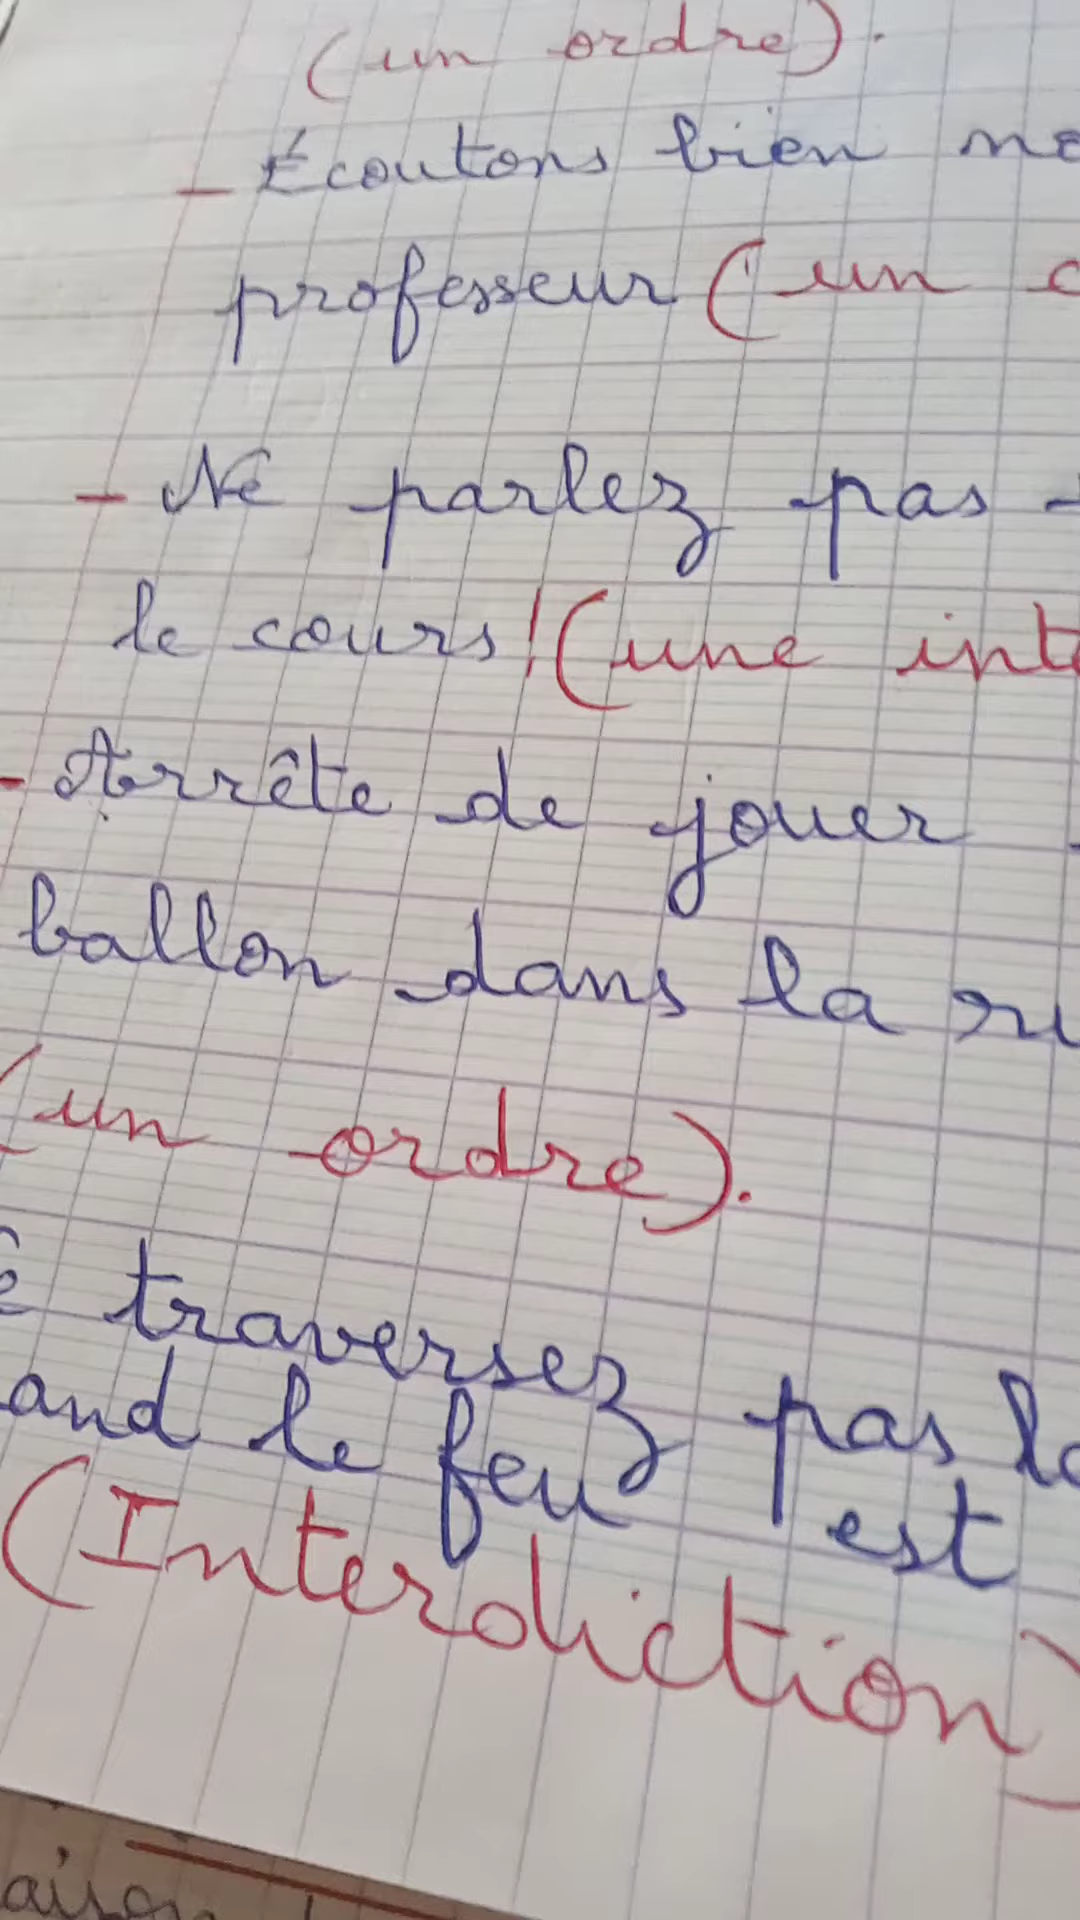 (un ordre).
- Écoutons bien
professeur (un
- Ne parlez pas
le cours! (une
- Arrête de jouer
ballon dans la
(un ordre).
traversez pas
le feu est
(Interdiction)